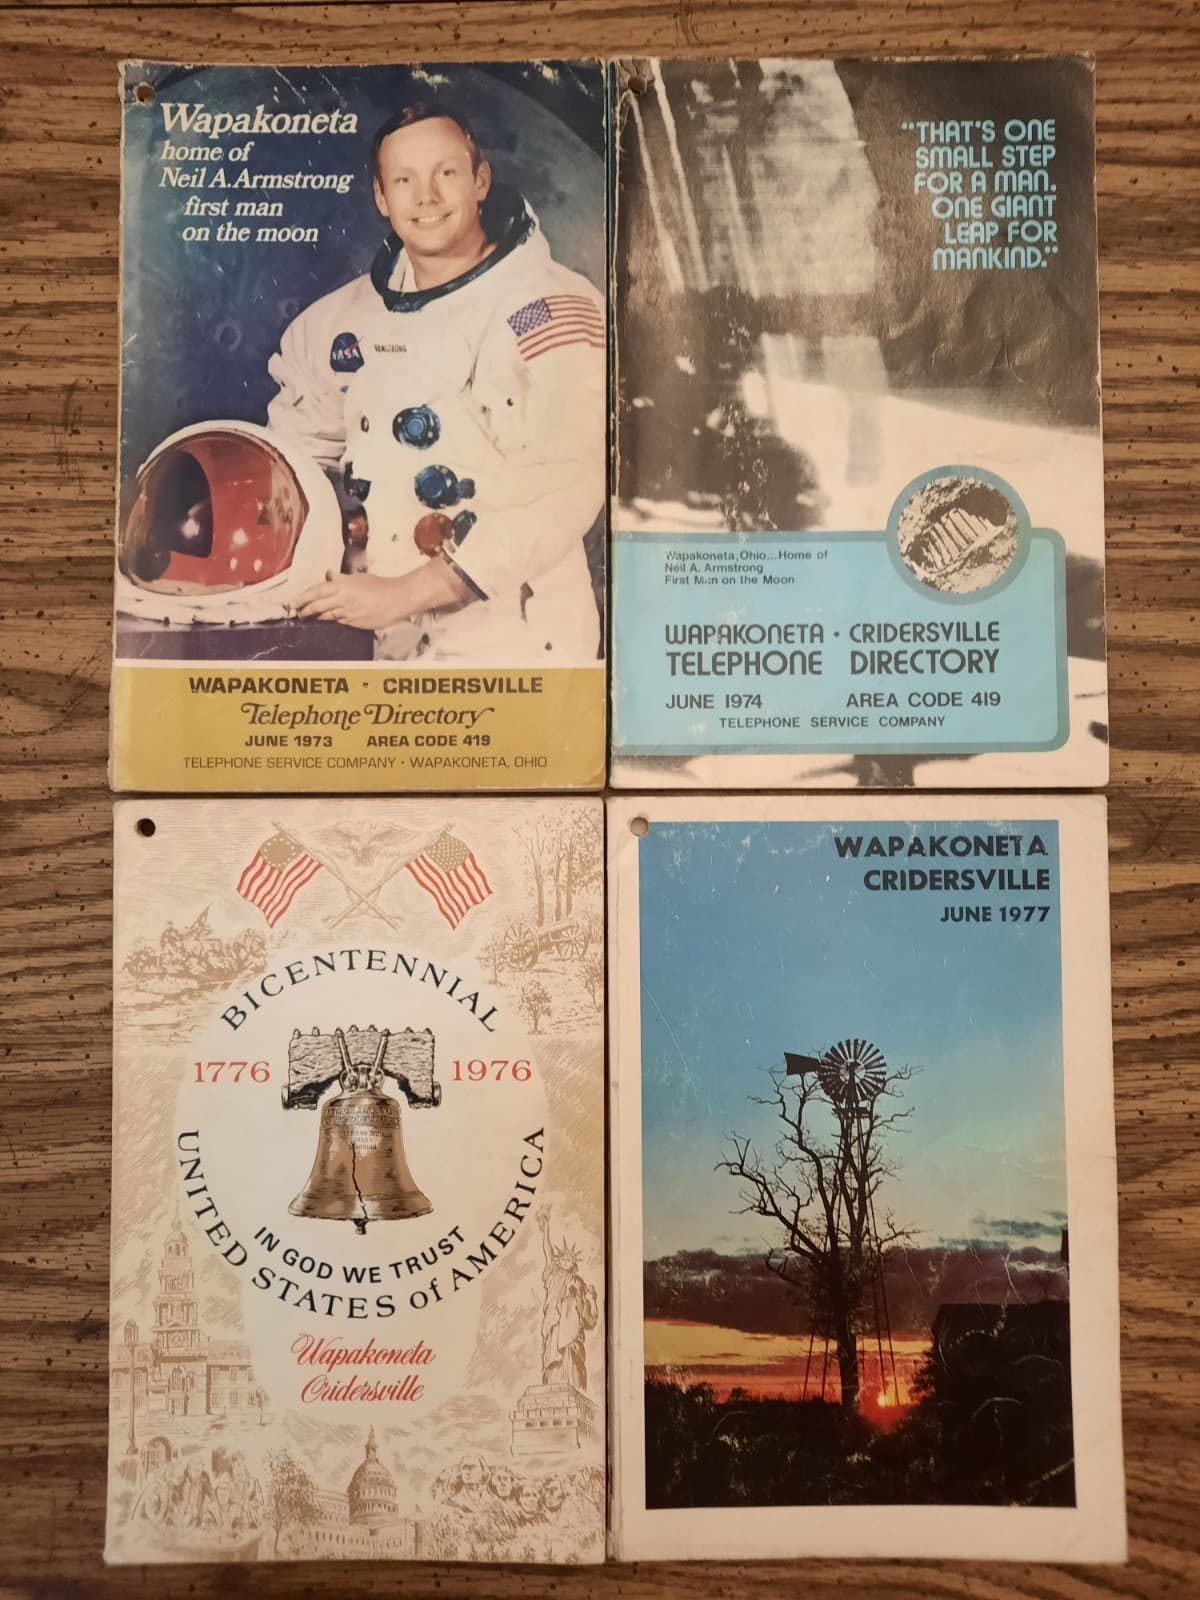 Wapakoneta
home of
Neil A. Armstrong
first man
on the moon
NASA
ARMSTRONG
WAPAKONETA · CRIDERSVILLE
Telephone Directory
JUNE 1973 AREA CODE 419
TELEPHONE SERVICE COMPANY · WAPAKONETA, OHIO
"THAT'S ONE
SMALL STEP
FOR A MAN.
ONE GIANT
LEAP FOR
MANKIND."
Wapakoneta, Ohio...Home of
Neil A. Armstrong
First Man on the Moon
WAPAKONETA · CRIDERSVILLE
TELEPHONE DIRECTORY
JUNE 1974 AREA CODE 419
TELEPHONE SERVICE COMPANY
BICENTENNIAL
1776 1976
IN GOD WE TRUST
UNITED STATES of AMERICA
Wapakoneta
Cridersville
WAPAKONETA
CRIDERSVILLE
JUNE 1977